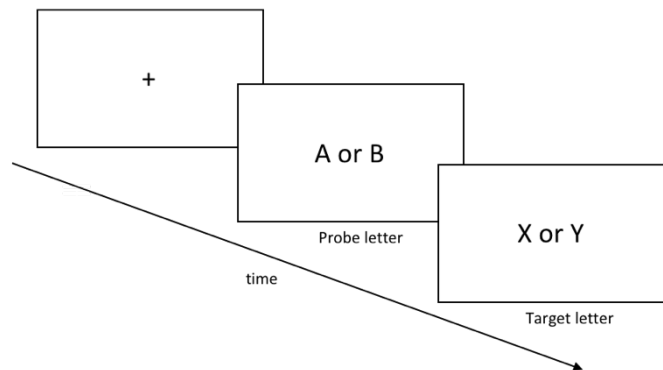 +
A or B
Probe letter
X or Y
time
Target letter